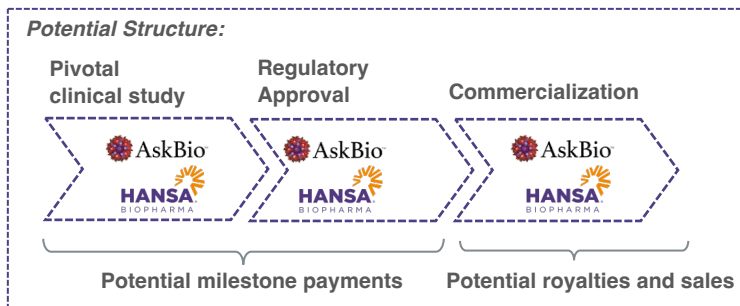 Potential Structure:
Pivotal
clinical study
Regulatory
Approval
Commercialization
AskBio
HANSA
BIOPHARMA
AskBio
HANSA
BIOPHARMA
AskBio
HANSA
BIOPHARMA
Potential milestone payments
Potential royalties and sales